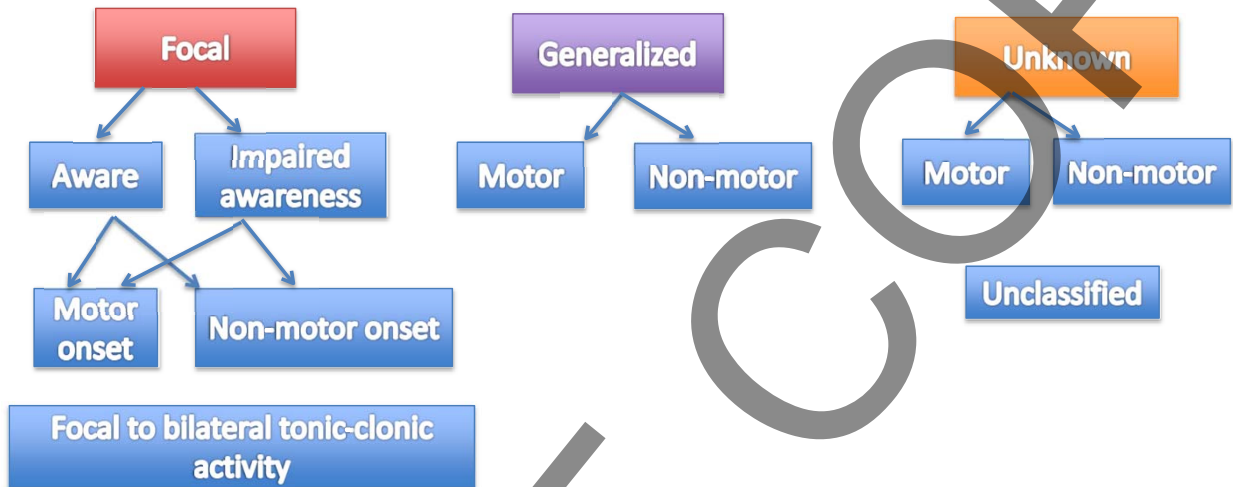 Focal
Generalized
Unknown
Aware
Impaired
awareness
Motor
Non-motor
Motor
Non-motor
Motor
onset
Non-motor onset
Unclassified
Focal to bilateral tonic-clonic
activity